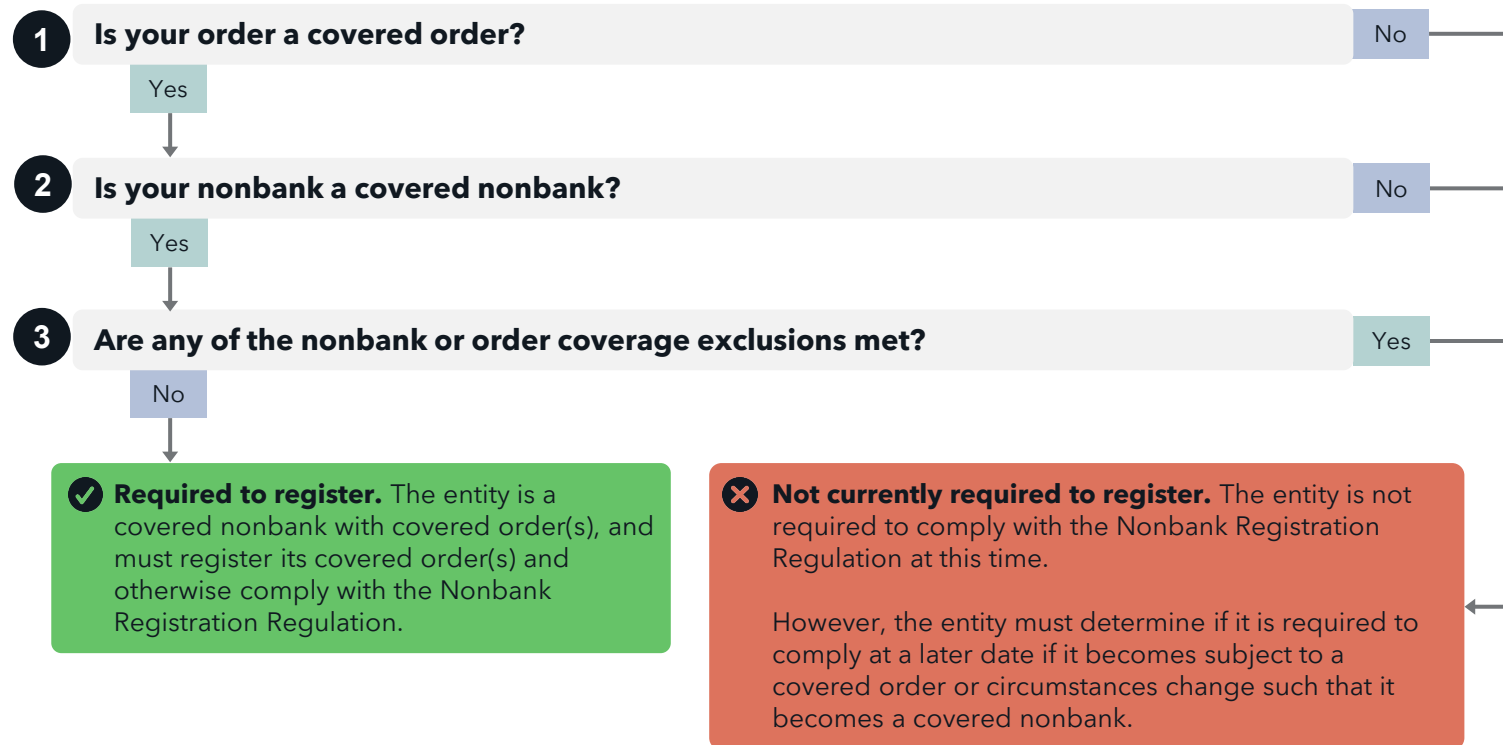 1
Is your order a covered order?
No
Yes
2
Is your nonbank a covered nonbank?
No
Yes
3
Are any of the nonbank or order coverage exclusions met?
Yes
No
Required to register. The entity is a
covered nonbank with covered order(s), and
must register its covered order(s) and
otherwise comply with the Nonbank
Registration Regulation.
Not currently required to register. The entity is not
required to comply with the Nonbank Registration
Regulation at this time.
However, the entity must determine if it is required to
comply at a later date if it becomes subject to a
covered order or circumstances change such that it
becomes a covered nonbank.